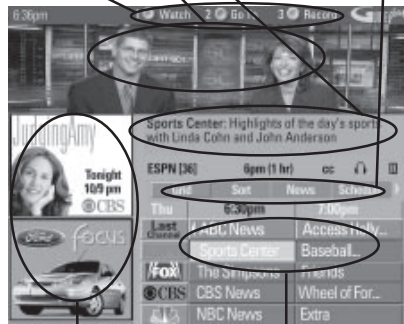 6:36pm Watch 2 Go 3 Record G
Sports Center: Highlights of the day's sports
with Linda Cohn and John Anderson
JudgingAmy
Tonight
10/9 pm
CBS
ESPN [36] 6pm (1 hr) cc
Sort News Schedu
Thu 6:30pm 7:00pm
Last Channel ABC News Access Holly...
Sports Center Baseball...
FOX The Simpsons Friends
CBS CBS News Wheel of For...
NBC News Extra
Ford focus